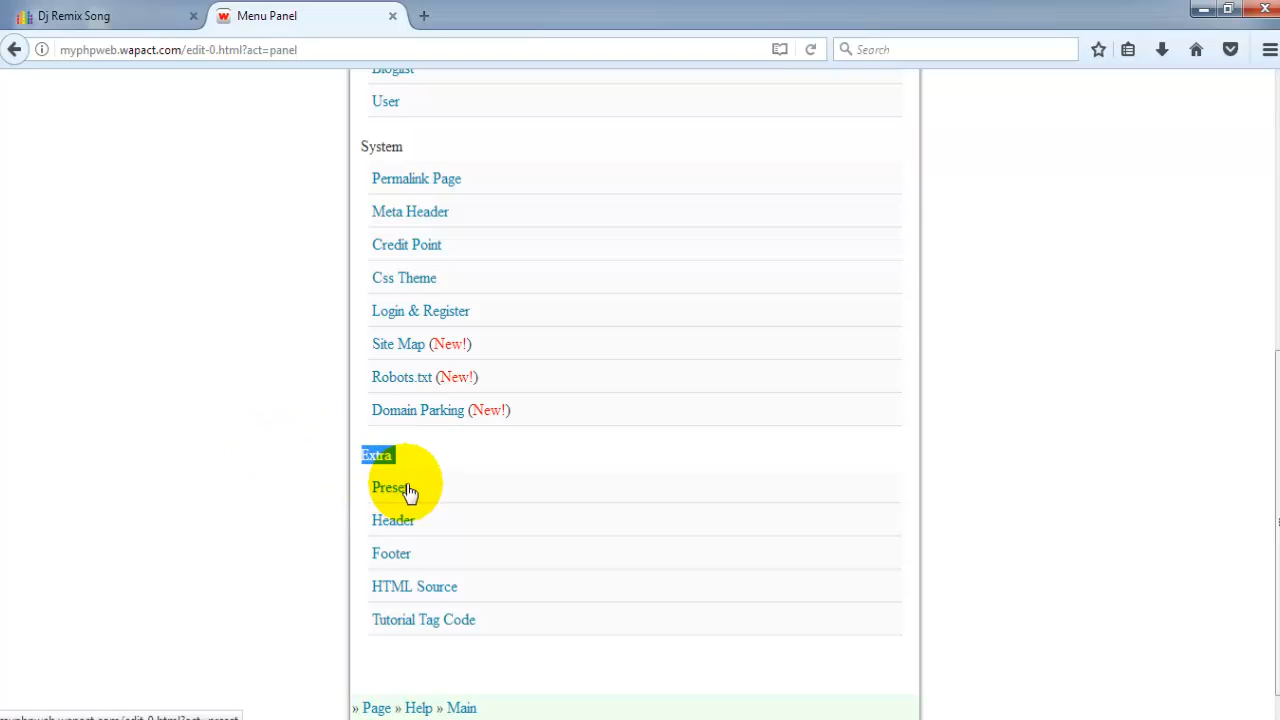 Dj Remix Song
Menu Panel
myphpweb.wapact.com/edit-0.html?act=panel
Search
Bloglist
User
System
Permalink Page
Meta Header
Credit Point
Css Theme
Login & Register
Site Map (New!)
Robots.txt (New!)
Domain Parking (New!)
Extra
Header
Footer
HTML Source
Tutorial Tag Code
» Page » Help » Main